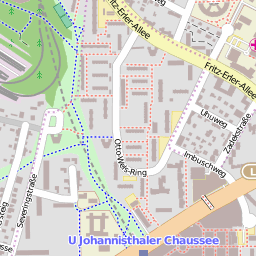 Fritz-Erler-Allee
Fritz-Erler-Allee
Uhuweg
Zadekstraße
Imbuschweg
Otto-Wels-Ring
Severingstraße
U Johannisthaler Chaussee